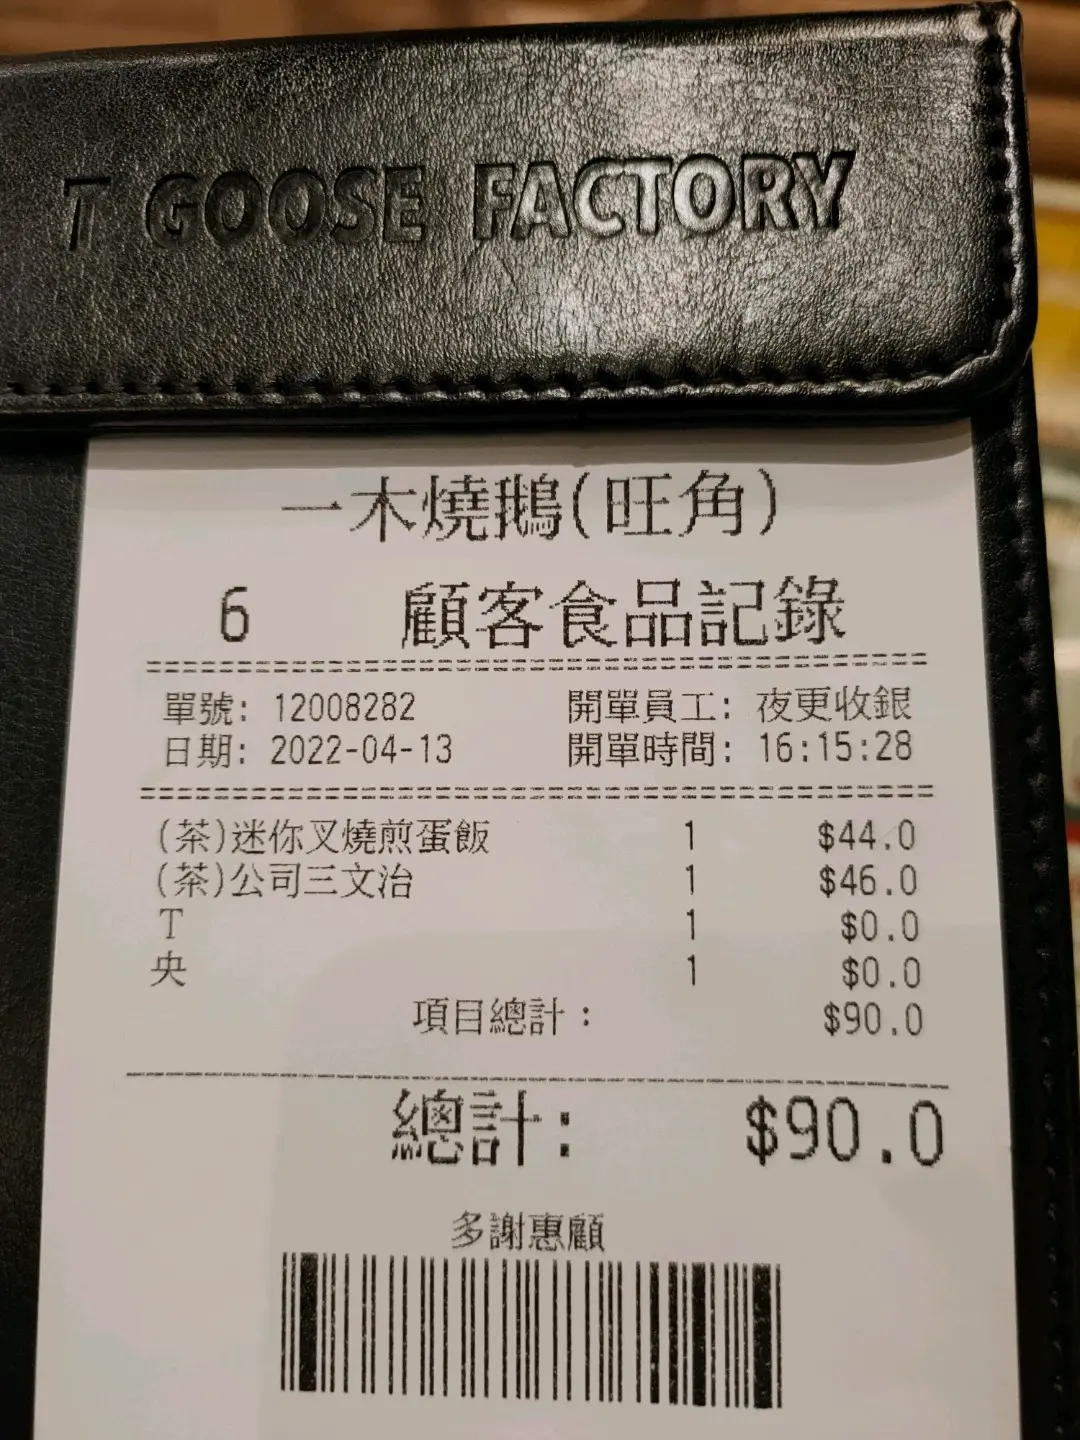 T GOOSE FACTORY
一木燒鵝(旺角)
6 顧客食品記錄
單號: 12008282 開單員工: 夜更收銀
日期: 2022-04-13 開單時間: 16:15:28
(茶)迷你叉燒煎蛋飯 1 $44.0
(茶)公司三文治 1 $46.0
T 1 $0.0
央 1 $0.0
項目總計: $90.0
總計: $90.0
多謝惠顧